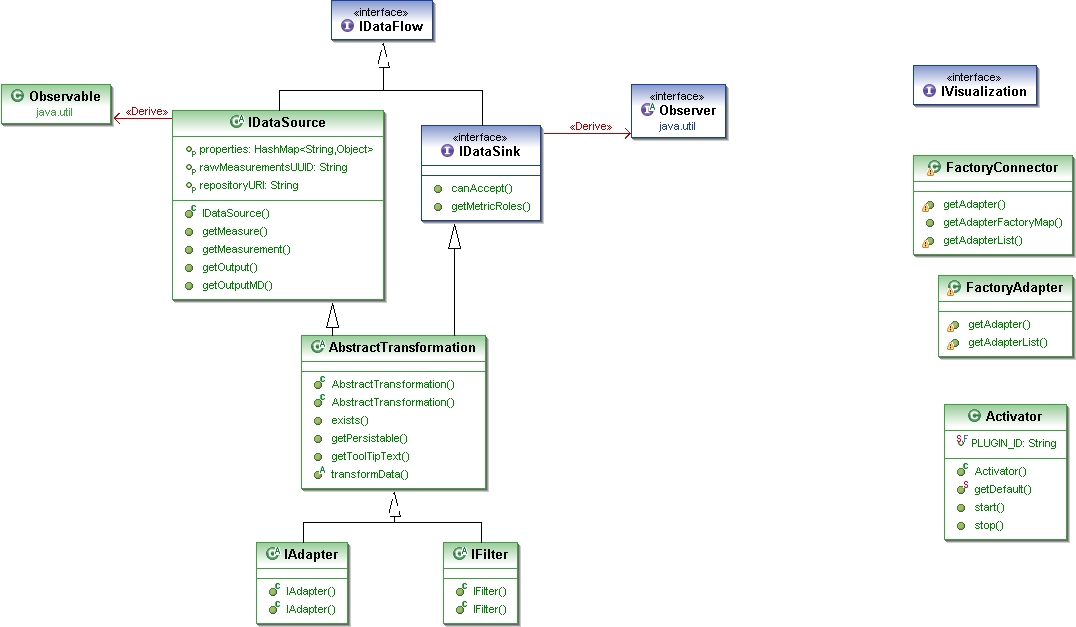 «interface»
IDataFlow
Observable
java.util
«Derive»
IDataSource
properties: HashMap<String,Object>
rawMeasurementsUUID: String
repositoryURI: String
IDataSource()
getMeasure()
getMeasurement()
getOutput()
getOutputMD()
«interface»
IDataSink
canAccept()
getMetricRoles()
«Derive»
«interface»
Observer
java.util
AbstractTransformation
AbstractTransformation()
AbstractTransformation()
exists()
getPersistable()
getToolTipText()
transformData()
IAdapter
IAdapter()
IAdapter()
IFilter
IFilter()
IFilter()
«interface»
IVisualization
FactoryConnector
getAdapter()
getAdapterFactoryMap()
getAdapterList()
FactoryAdapter
getAdapter()
getAdapterList()
Activator
PLUGIN_ID: String
Activator()
getDefault()
start()
stop()